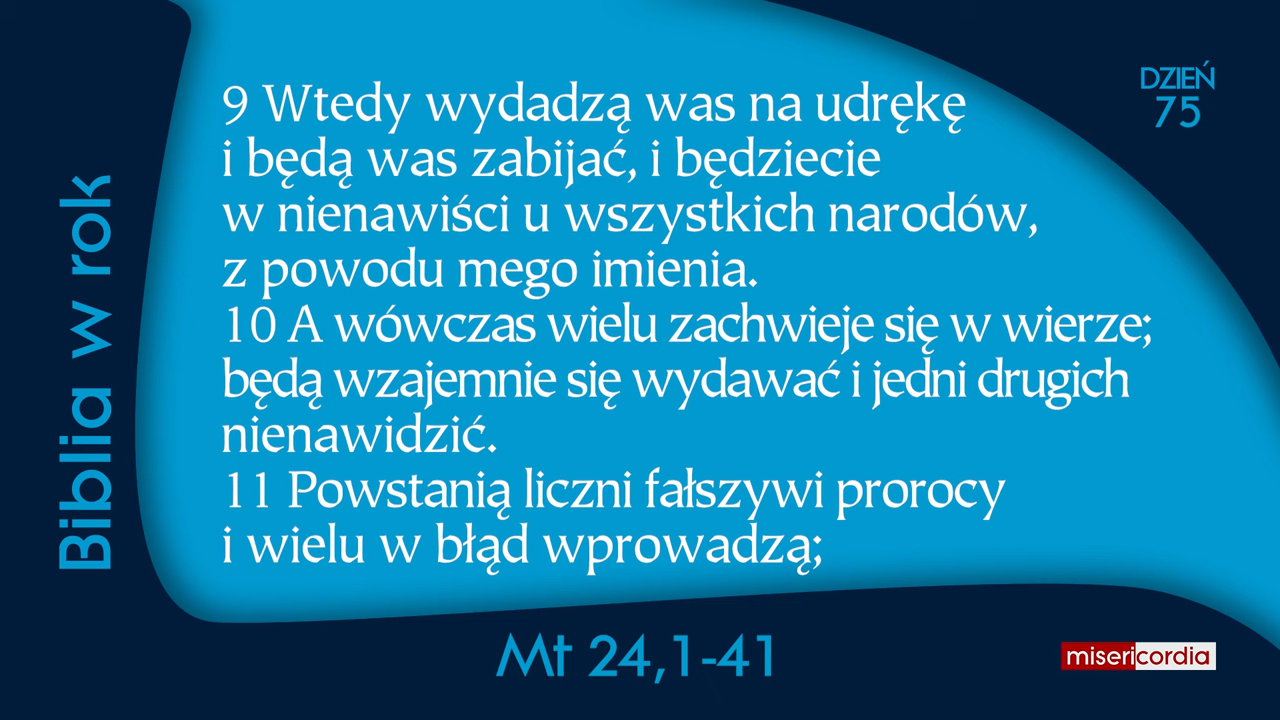 DZIEŃ
75
9 Wtedy wydadzą was na udrękę
i będą was zabijać, i będziecie
w nienawiści u wszystkich narodów,
z powodu mego imienia.
10 A wówczas wielu zachwieje się w wierze;
będą wzajemnie się wydawać i jedni drugich
nienawidzić.
11 Powstanią liczni fałszywi prorocy
i wielu w błąd wprowadzą;
Biblia w rok
Mt 24,1-41
misericordia